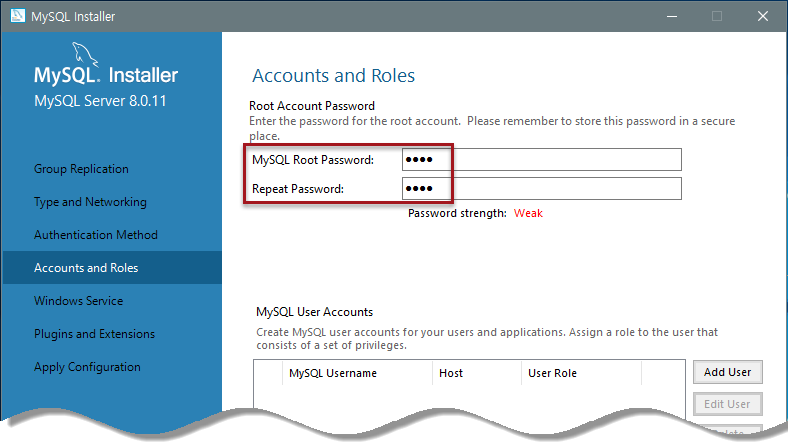 MySQL Installer
MySQL. Installer
MySQL Server 8.0.11
Group Replication
Type and Networking
Authentication Method
Accounts and Roles
Windows Service
Plugins and Extensions
Apply Configuration
Accounts and Roles
Root Account Password
Enter the password for the root account.  Please remember to store this password in a secure
place.
MySQL Root Password: ●●●●
Repeat Password: ●●●●
Password strength: Weak
MySQL User Accounts
Create MySQL user accounts for your users and applications. Assign a role to the user that
consists of a set of privileges.
MySQL Username Host User Role
Add User
Edit User